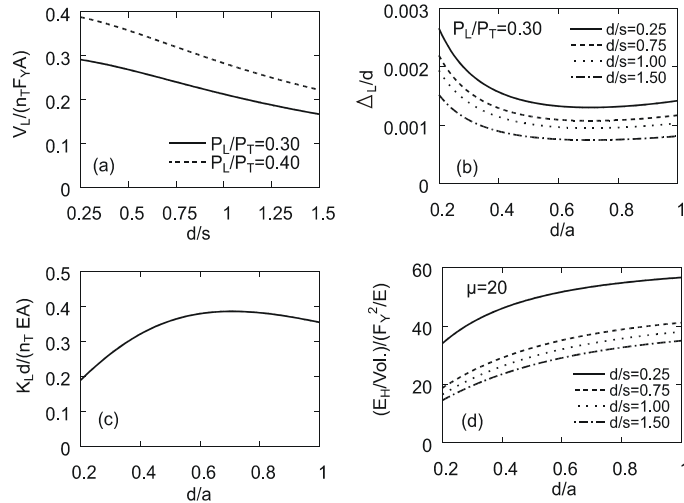 0.4
0.3
0.2
0.1
0
V_L/(n_T F_Y A)
P_L/P_T=0.30
P_L/P_T=0.40
(a)
0.25 0.5 0.75 1 1.25 1.5
d/s
0.003
0.002
0.001
0
Δ_L/d
P_L/P_T=0.30
d/s=0.25
d/s=0.75
d/s=1.00
d/s=1.50
(b)
0.2 0.4 0.6 0.8 1
d/a
0.5
0.4
0.3
0.2
0.1
0
K_L d/(n_T EA)
(c)
0.2 0.4 0.6 0.8 1
d/a
60
40
20
0
(E_H/Vol.)/(F_Y²/E)
μ=20
d/s=0.25
d/s=0.75
d/s=1.00
d/s=1.50
(d)
0.2 0.4 0.6 0.8 1
d/a